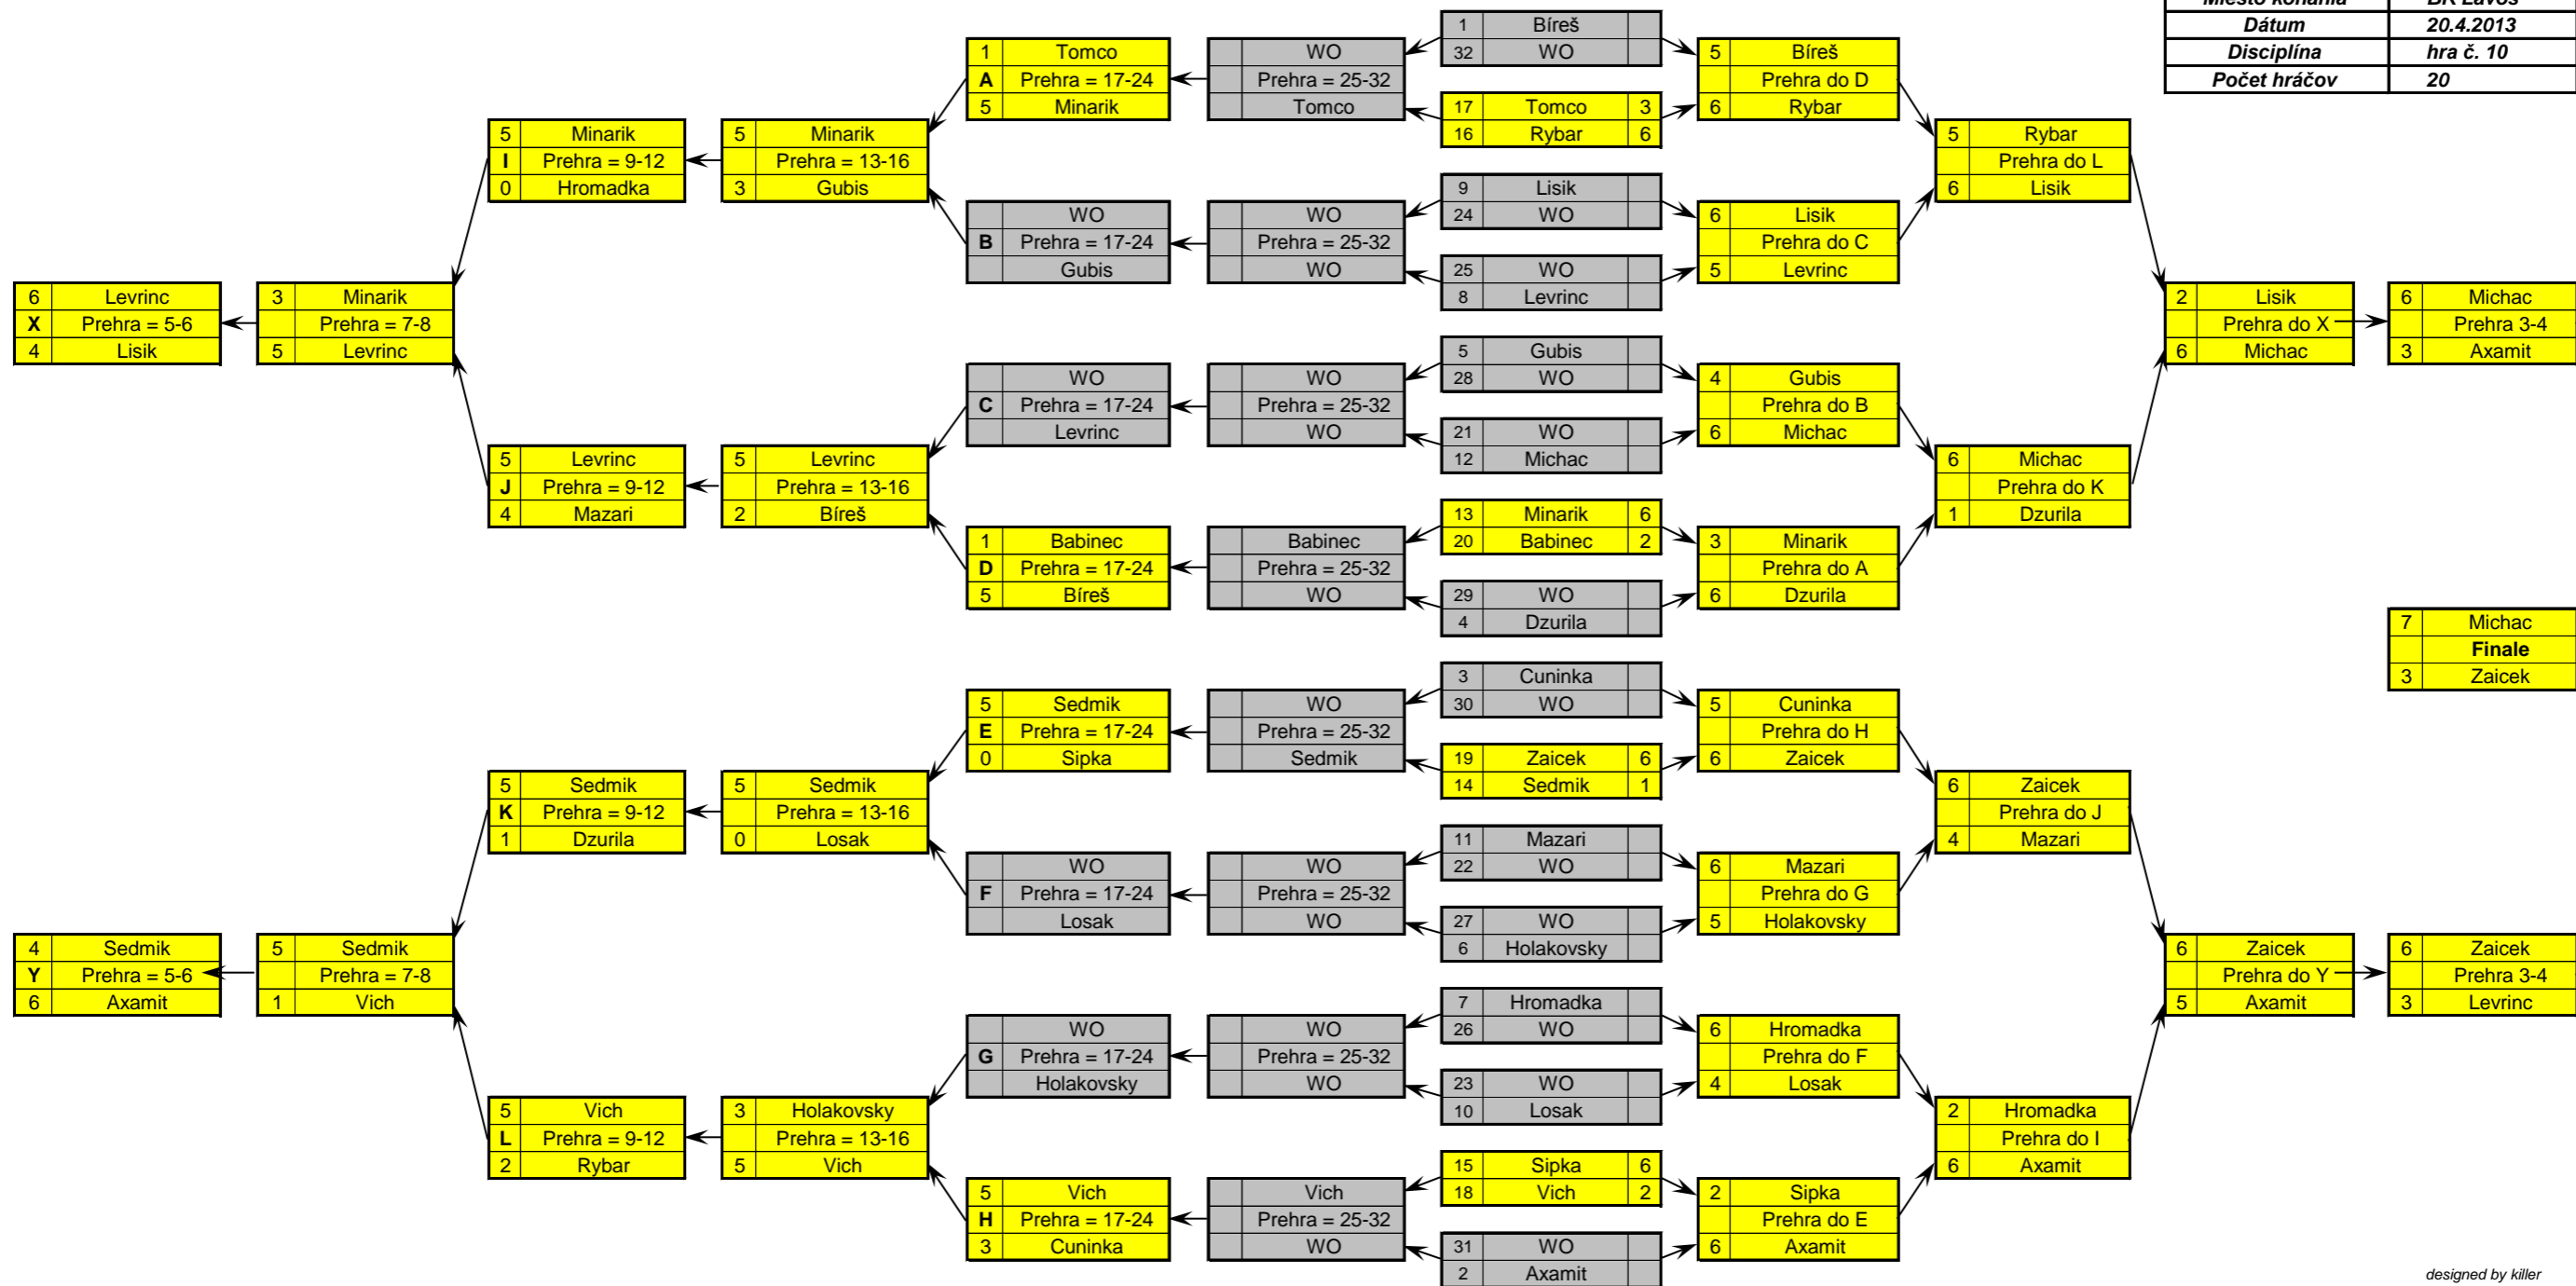 Miesto konania BK Lavos
Dátum 20.4.2013
Disciplína hra č. 10
Počet hráčov 20
6 Levrinc
X Prehra = 5-6
4 Lisik
4 Sedmik
Y Prehra = 5-6
6 Axamit
3 Minarik
Prehra = 7-8
5 Levrinc
5 Sedmik
Prehra = 7-8
1 Vich
5 Minarik
I Prehra = 9-12
0 Hromadka
5 Levrinc
J Prehra = 9-12
4 Mazari
5 Sedmik
K Prehra = 9-12
1 Dzurila
5 Vich
L Prehra = 9-12
2 Rybar
5 Minarik
Prehra = 13-16
3 Gubis
5 Levrinc
Prehra = 13-16
2 Bíreš
5 Sedmik
Prehra = 13-16
0 Losak
3 Holakovsky
Prehra = 13-16
5 Vich
1 Tomco
A Prehra = 17-24
5 Minarik
WO
B Prehra = 17-24
Gubis
WO
C Prehra = 17-24
Levrinc
1 Babinec
D Prehra = 17-24
5 Bíreš
5 Sedmik
E Prehra = 17-24
0 Sipka
WO
F Prehra = 17-24
Losak
WO
G Prehra = 17-24
Holakovsky
5 Vich
H Prehra = 17-24
3 Cuninka
WO
Prehra = 25-32
Tomco
WO
Prehra = 25-32
WO
WO
Prehra = 25-32
WO
Babinec
Prehra = 25-32
WO
WO
Prehra = 25-32
Sedmik
WO
Prehra = 25-32
WO
WO
Prehra = 25-32
WO
Vich
Prehra = 25-32
WO
1 Bíreš
32 WO
17 Tomco 3
16 Rybar 6
9 Lisik
24 WO
25 WO
8 Levrinc
5 Gubis
28 WO
21 WO
12 Michac
13 Minarik 6
20 Babinec 2
29 WO
4 Dzurila
3 Cuninka
30 WO
19 Zaicek 6
14 Sedmik 1
11 Mazari
22 WO
27 WO
6 Holakovsky
7 Hromadka
26 WO
23 WO
10 Losak
15 Sipka 6
18 Vich 2
31 WO
2 Axamit
5 Bíreš
Prehra do D
6 Rybar
6 Lisik
Prehra do C
5 Levrinc
4 Gubis
Prehra do B
6 Michac
3 Minarik
Prehra do A
6 Dzurila
5 Cuninka
Prehra do H
6 Zaicek
6 Mazari
Prehra do G
5 Holakovsky
6 Hromadka
Prehra do F
4 Losak
2 Sipka
Prehra do E
6 Axamit
5 Rybar
Prehra do L
6 Lisik
6 Michac
Prehra do K
1 Dzurila
6 Zaicek
Prehra do J
4 Mazari
2 Hromadka
Prehra do I
6 Axamit
2 Lisik
Prehra do X
6 Michac
6 Zaicek
Prehra do Y
5 Axamit
6 Michac
Prehra 3-4
3 Axamit
7 Michac
Finale
3 Zaicek
6 Zaicek
Prehra 3-4
3 Levrinc
designed by killer